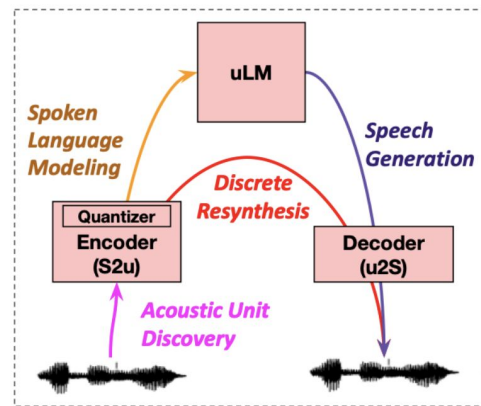 uLM
Spoken
Language
Modeling
Speech
Generation
Discrete
Resynthesis
Quantizer
Encoder
(S2u)
Decoder
(u2S)
Acoustic Unit
Discovery